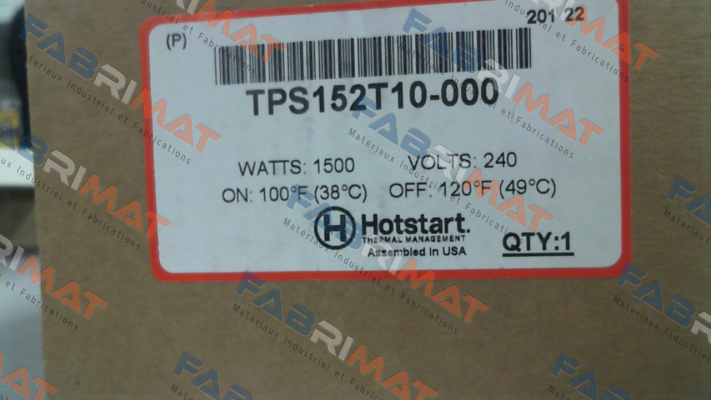 201 22
(P)
TPS152T10-000
WATTS: 1500 VOLTS: 240
ON: 100°F (38°C) OFF: 120°F (49°C)
H Hotstart.
THERMAL MANAGEMENT
Assembled in USA
QTY:1
FABRIMAT
Materiaux Industriel et Fabrications